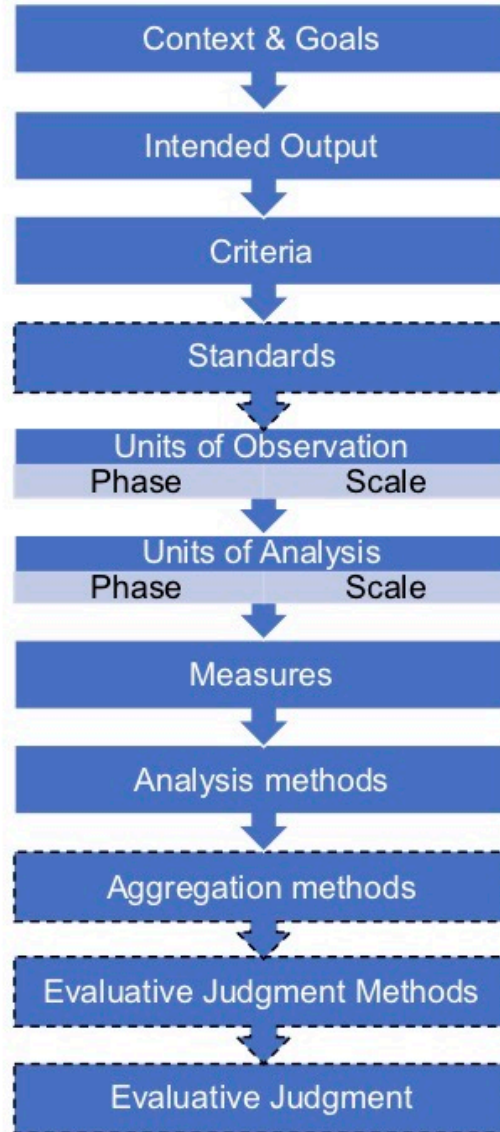 Context & Goals
Intended Output
Criteria
Standards
Units of Observation
Phase Scale
Units of Analysis
Phase Scale
Measures
Analysis methods
Aggregation methods
Evaluative Judgment Methods
Evaluative Judgment